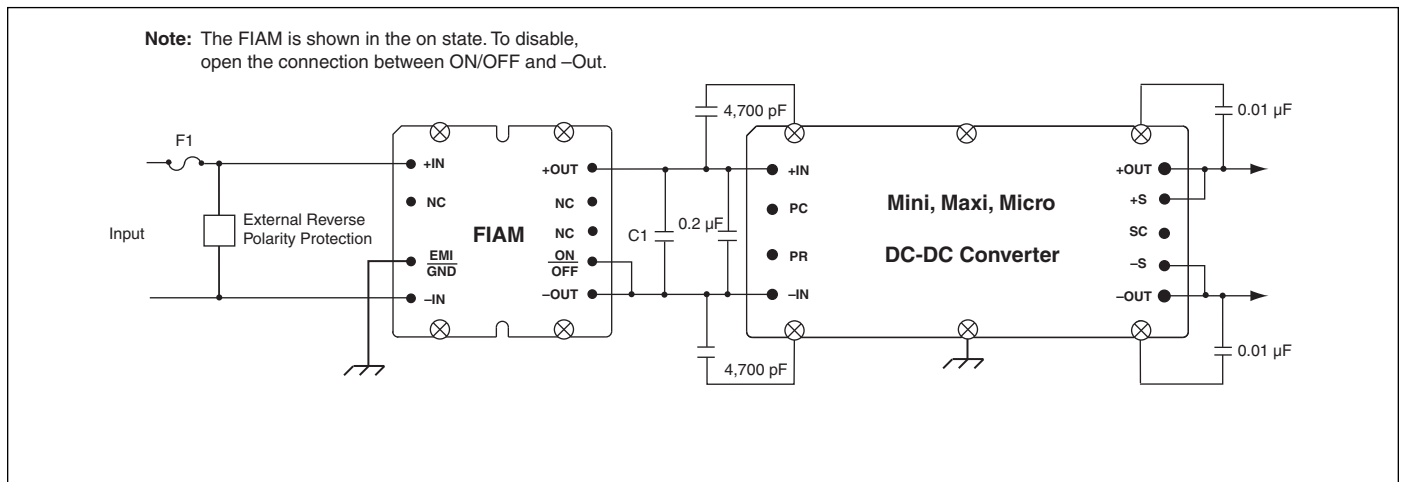 Note: The FIAM is shown in the on state. To disable,
open the connection between ON/OFF and –Out.
F1
Input
External Reverse
Polarity Protection
+IN
NC
EMI
GND
–IN
FIAM
+OUT
NC
NC
ON
OFF
–OUT
C1
0.2 µF
4,700 pF
4,700 pF
+IN
PC
PR
–IN
Mini, Maxi, Micro
DC-DC Converter
+OUT
+S
SC
–S
–OUT
0.01 µF
0.01 µF